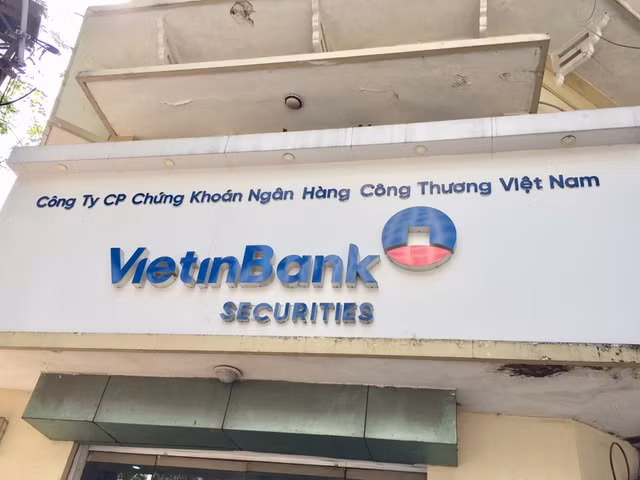 Công Ty CP Chứng Khoán Ngân Hàng Công Thương Việt Nam
VietinBank
SECURITIES